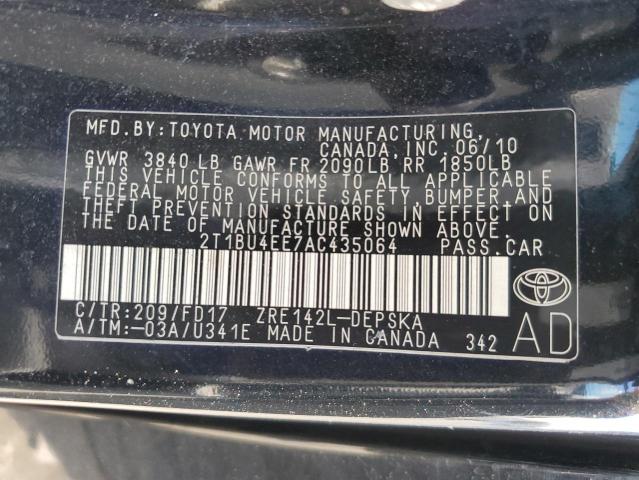 MFD.BY:TOYOTA MOTOR MANUFACTURING,
CANADA, INC. 06/10
GVWR 3840 LB GAWR FR 2090LB RR 1850LB
THIS VEHICLE CONFORMS TO ALL APPLICABLE
FEDERAL MOTOR VEHICLE SAFETY, BUMPER, AND
THEFT PREVENTION STANDARDS IN EFFECT ON
THE DATE OF MANUFACTURE SHOWN ABOVE.
2T1BU4EE7AC435064 PASS.CAR
C/TR:209/FD17 ZRE142L-DEPSKA
A/TM:-03A/U341E MADE IN CANADA 342
AD